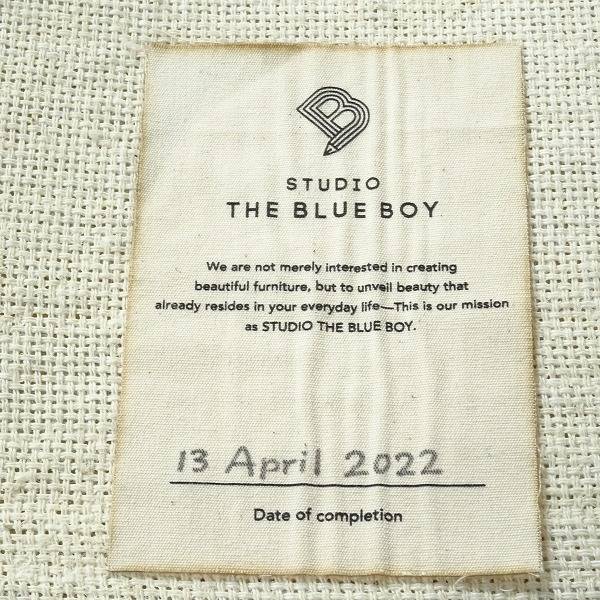 B
STUDIO
THE BLUE BOY
We are not merely interested in creating
beautiful furniture, but to unveil beauty that
already resides in your everyday life—This is our mission
as STUDIO THE BLUE BOY.
13 April 2022
Date of completion